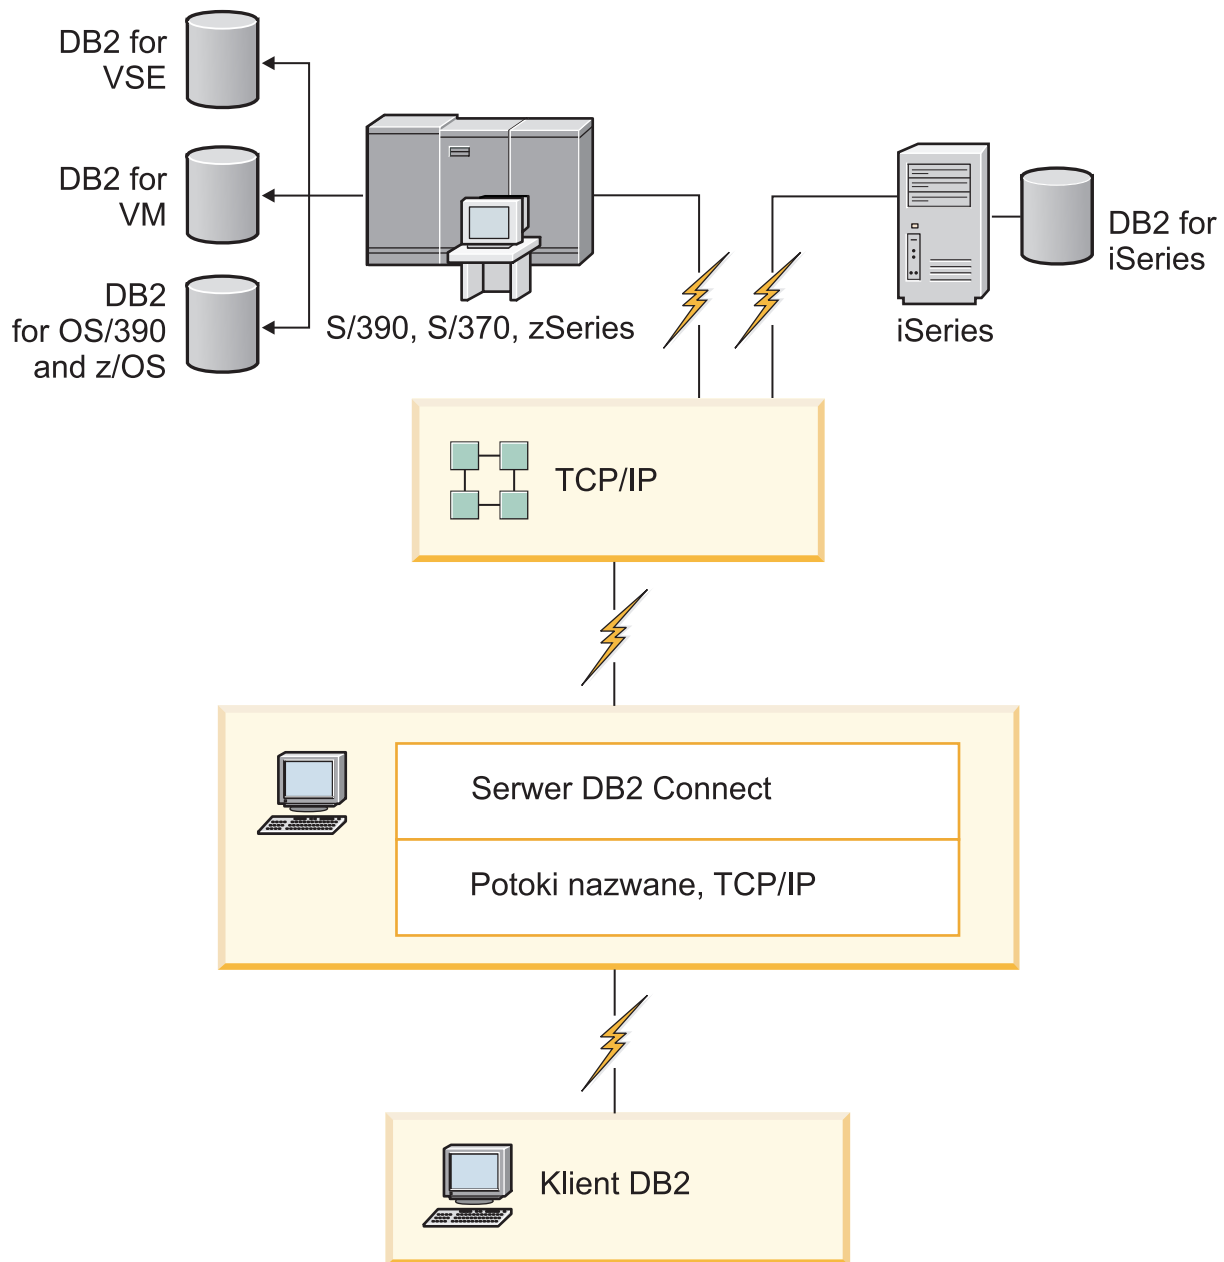 DB2 for
VSE
DB2 for
VM
DB2
for OS/390
and z/OS
S/390, S/370, zSeries
iSeries
DB2 for
iSeries
TCP/IP
Serwer DB2 Connect
Potoki nazwane, TCP/IP
Klient DB2